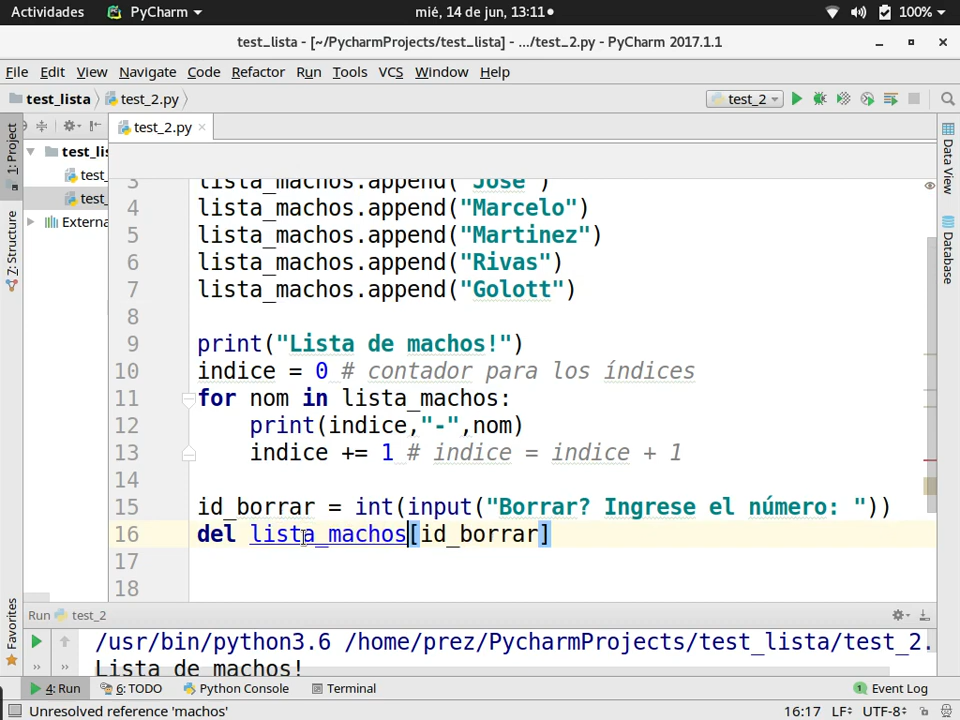 Actividades PyCharm mié, 14 de jun, 13:11 100%
test_lista - [~/PycharmProjects/test_lista] - .../test_2.py - PyCharm 2017.1.1
File Edit View Navigate Code Refactor Run Tools VCS Window Help
test_lista test_2.py test_2
1: Project
7: Structure
Favorites
Data View
Database
test_li
test_
test_
Externa
test_2.py
3 lista_machos.append("José")
4 lista_machos.append("Marcelo")
5 lista_machos.append("Martinez")
6 lista_machos.append("Rivas")
7 lista_machos.append("Golott")
8
9 print("Lista de machos!")
10 indice = 0 # contador para los índices
11 for nom in lista_machos:
12 print(indice,"-",nom)
13 indice += 1 # indice = indice + 1
14
15 id_borrar = int(input("Borrar? Ingrese el número: "))
16 del lista_machos[id_borrar]
17
18
Run test_2
/usr/bin/python3.6 /home/prez/PycharmProjects/test_lista/test_2.
Lista de machos!
4: Run 6: TODO Python Console Terminal 1 Event Log
Unresolved reference 'machos' 16:17 LF UTF-8